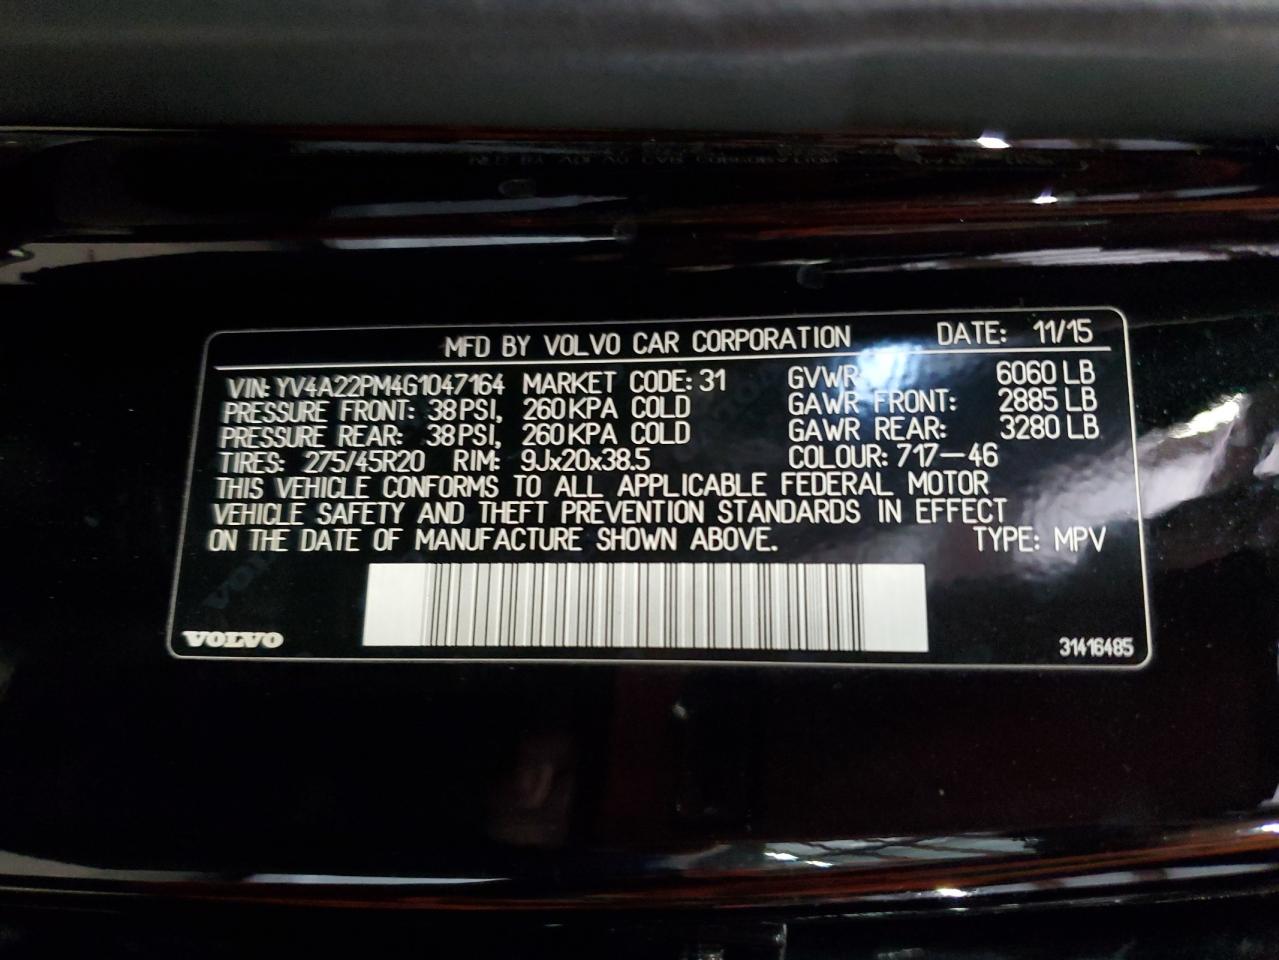 MFD BY VOLVO CAR CORPORATION DATE: 11/15
VIN: YV4A22PM4G1047164 MARKET CODE: 31 GVWR: 6060 LB
PRESSURE FRONT: 38 PSI, 260 KPA COLD GAWR FRONT: 2885 LB
PRESSURE REAR: 38 PSI, 260 KPA COLD GAWR REAR: 3280 LB
TIRES: 275/45R20 RIM: 9Jx20x38.5 COLOUR: 717-46
THIS VEHICLE CONFORMS TO ALL APPLICABLE FEDERAL MOTOR
VEHICLE SAFETY AND THEFT PREVENTION STANDARDS IN EFFECT
ON THE DATE OF MANUFACTURE SHOWN ABOVE. TYPE: MPV
VOLVO 31416485